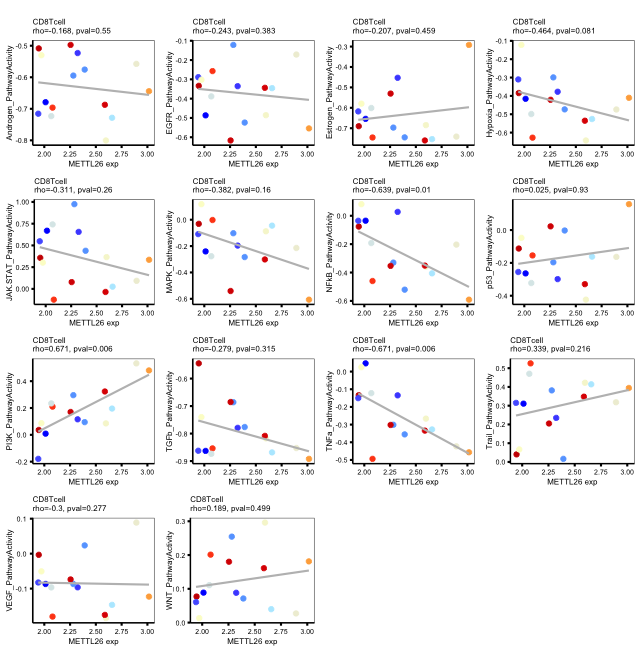 CD8Tcell
rho=-0.168, pval=0.55
Androgen_PathwayActivity
-0.5
-0.6
-0.7
-0.8
2.00 2.25 2.50 2.75 3.00
METTL26 exp
CD8Tcell
rho=-0.243, pval=0.383
EGFR_PathwayActivity
-0.1
-0.2
-0.3
-0.4
-0.5
-0.6
2.00 2.25 2.50 2.75 3.00
METTL26 exp
CD8Tcell
rho=-0.207, pval=0.459
Estrogen_PathwayActivity
-0.3
-0.4
-0.5
-0.6
-0.7
2.00 2.25 2.50 2.75 3.00
METTL26 exp
CD8Tcell
rho=-0.464, pval=0.081
Hypoxia_PathwayActivity
-0.1
-0.2
-0.3
-0.4
-0.5
-0.6
2.00 2.25 2.50 2.75 3.00
METTL26 exp
CD8Tcell
rho=-0.311, pval=0.26
JAK.STAT_PathwayActivity
1.00
0.75
0.50
0.25
0.00
2.00 2.25 2.50 2.75 3.00
METTL26 exp
CD8Tcell
rho=-0.382, pval=0.16
MAPK_PathwayActivity
0.0
-0.2
-0.4
-0.6
2.00 2.25 2.50 2.75 3.00
METTL26 exp
CD8Tcell
rho=-0.639, pval=0.01
NFkB_PathwayActivity
0.0
-0.2
-0.4
-0.6
2.00 2.25 2.50 2.75 3.00
METTL26 exp
CD8Tcell
rho=0.025, pval=0.93
p53_PathwayActivity
0.0
-0.2
-0.4
2.00 2.25 2.50 2.75 3.00
METTL26 exp
CD8Tcell
rho=0.671, pval=0.006
PI3K_PathwayActivity
0.4
0.2
0.0
-0.2
2.00 2.25 2.50 2.75 3.00
METTL26 exp
CD8Tcell
rho=-0.279, pval=0.315
TGFb_PathwayActivity
-0.6
-0.7
-0.8
-0.9
2.00 2.25 2.50 2.75 3.00
METTL26 exp
CD8Tcell
rho=-0.671, pval=0.006
TNFa_PathwayActivity
0.0
-0.1
-0.2
-0.3
-0.4
-0.5
2.00 2.25 2.50 2.75 3.00
METTL26 exp
CD8Tcell
rho=0.339, pval=0.216
Trail_PathwayActivity
0.5
0.4
0.3
0.2
0.1
0.0
2.00 2.25 2.50 2.75 3.00
METTL26 exp
CD8Tcell
rho=-0.3, pval=0.277
VEGF_PathwayActivity
0.1
0.0
-0.1
2.00 2.25 2.50 2.75 3.00
METTL26 exp
CD8Tcell
rho=0.189, pval=0.499
WNT_PathwayActivity
0.3
0.2
0.1
0.0
2.00 2.25 2.50 2.75 3.00
METTL26 exp